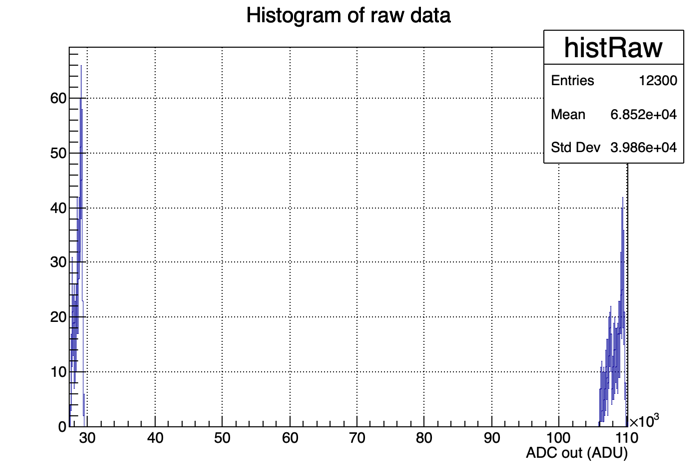 Histogram of raw data
histRaw
Entries 12300
Mean 6.852e+04
Std Dev 3.986e+04
60
50
40
30
20
10
0
30 40 50 60 70 80 90 100 110
×10³
ADC out (ADU)